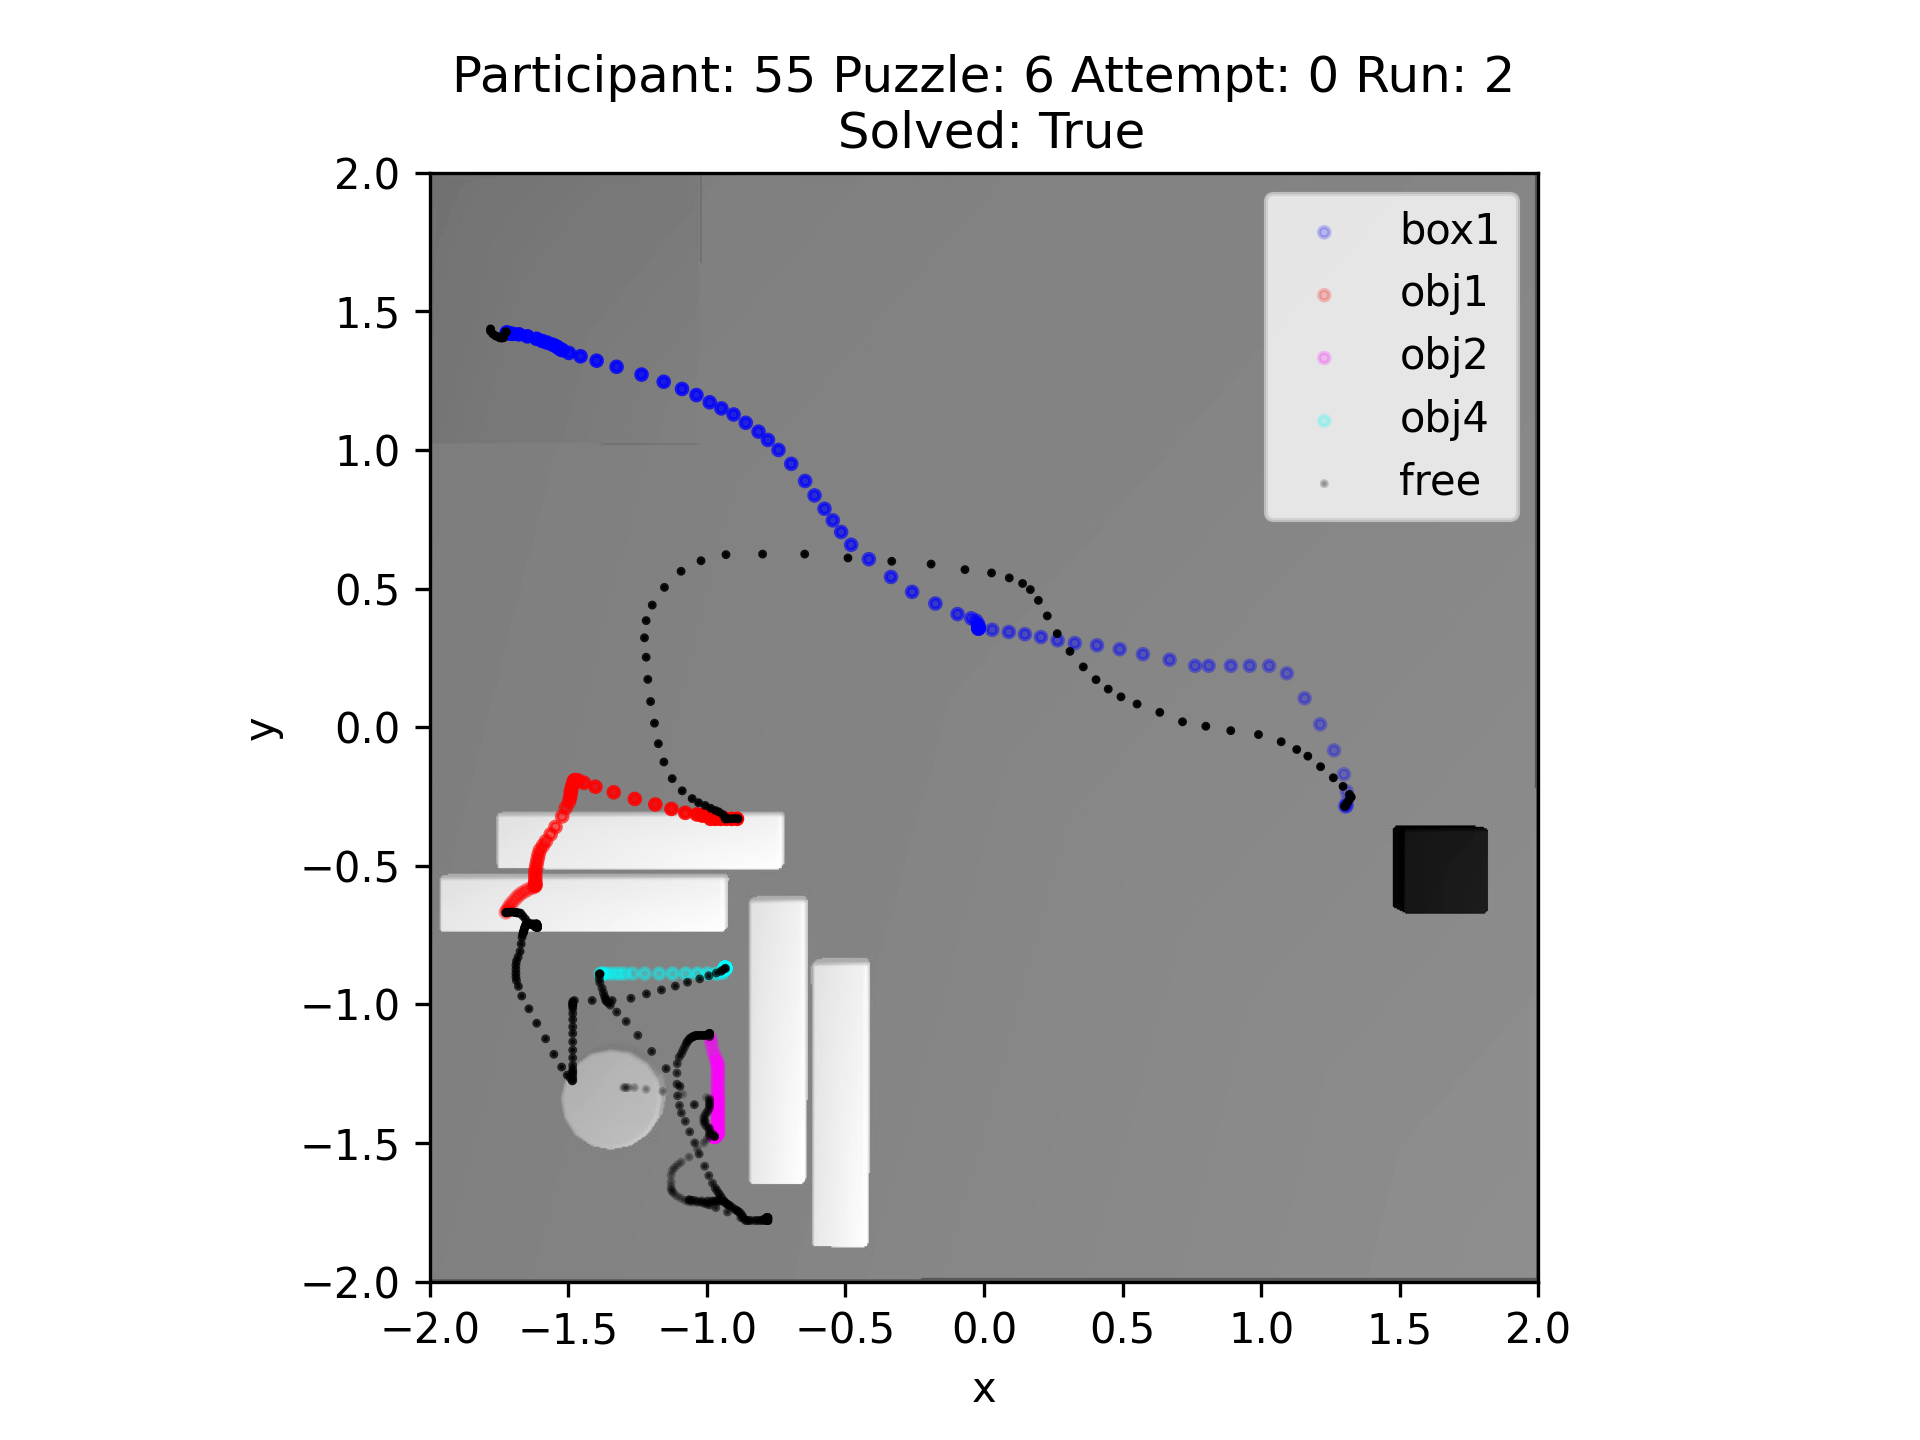 Participant: 55 Puzzle: 6 Attempt: 0 Run: 2
Solved: True
2.0
1.5
1.0
0.5
0.0
−0.5
−1.0
−1.5
−2.0
y
box1
obj1
obj2
obj4
free
−2.0 −1.5 −1.0 −0.5 0.0 0.5 1.0 1.5 2.0
x